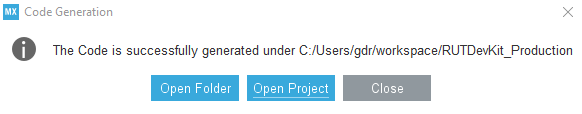 MX Code Generation
The Code is successfully generated under C:/Users/gdr/workspace/RUTDevKit_Production
Open Folder Open Project Close